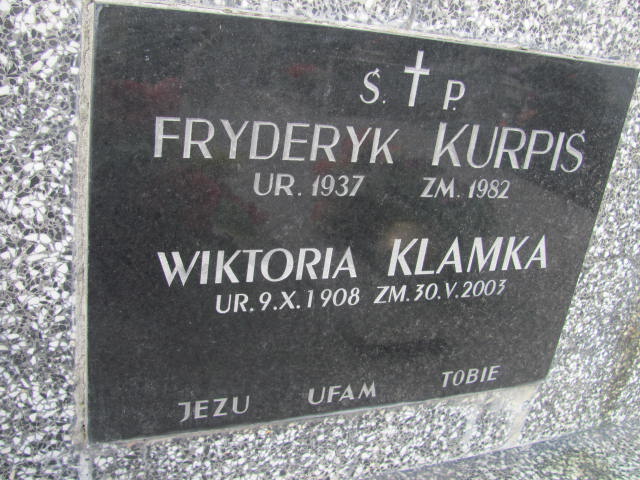 Ś. † P.
FRYDERYK KURPIŚ
UR. 1937 ZM. 1982
WIKTORIA KLAMKA
UR. 9.X.1908 ZM. 30.V.2003
JEZU UFAM TOBIE